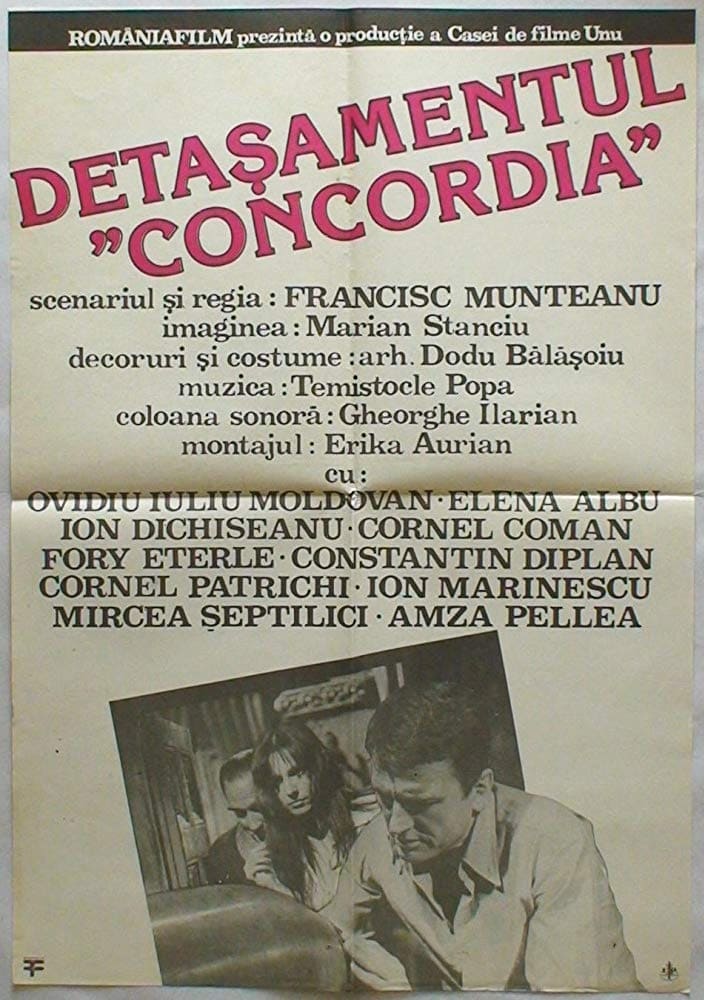 ROMÂNIAFILM prezintă o producție a Casei de filme Unu
DETAȘAMENTUL
”CONCORDIA”
scenariul și regia : FRANCISC MUNTEANU
imaginea : Marian Stanciu
decoruri și costume : arh. Dodu Bălășoiu
muzica : Temistocle Popa
coloana sonoră : Gheorghe Ilarian
montajul : Erika Aurian
cu :
OVIDIU IULIU MOLDOVAN · ELENA ALBU
ION DICHISEANU · CORNEL COMAN
FORY ETERLE · CONSTANTIN DIPLAN
CORNEL PATRICHI · ION MARINESCU
MIRCEA ȘEPTILICI · AMZA PELLEA